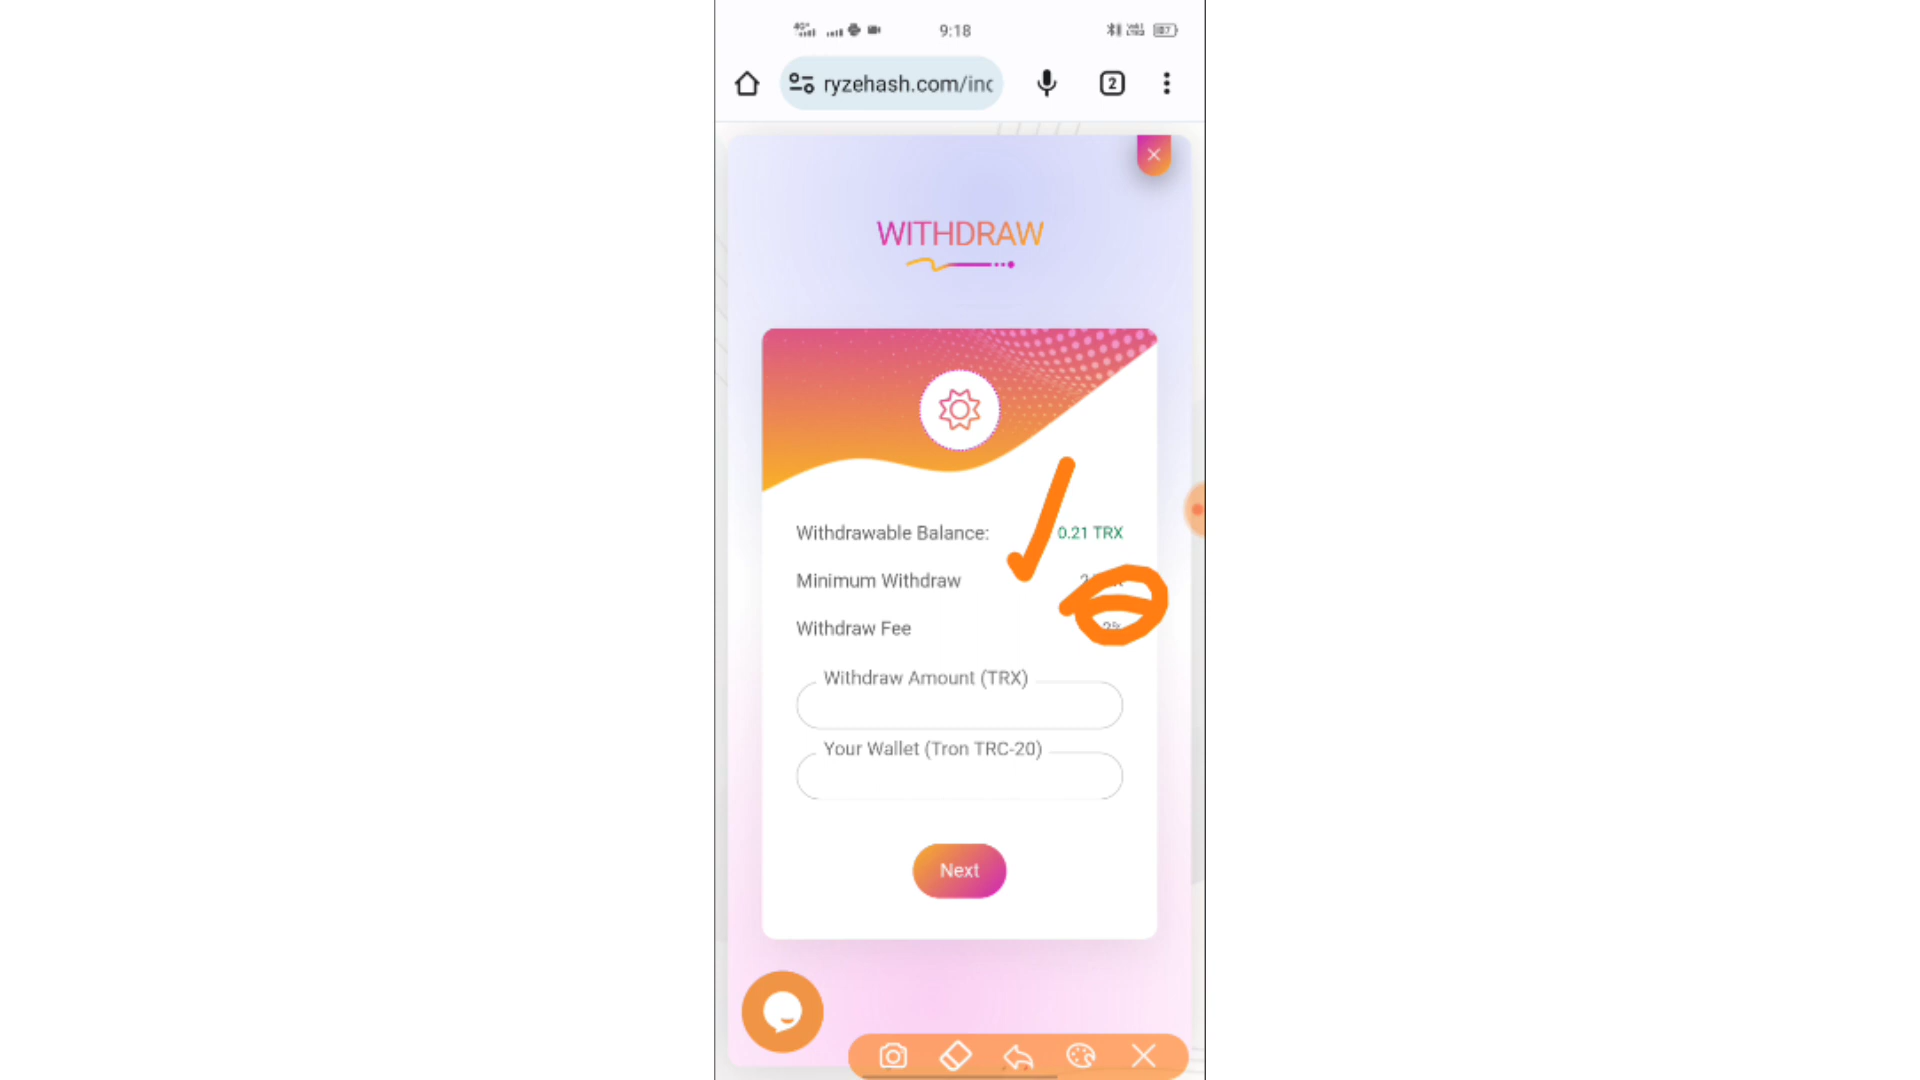 9:18
ryzehash.com/inc
2
WITHDRAW
Withdrawable Balance: 0.21 TRX
Minimum Withdraw
Withdraw Fee
Withdraw Amount (TRX)
Your Wallet (Tron TRC-20)
Next